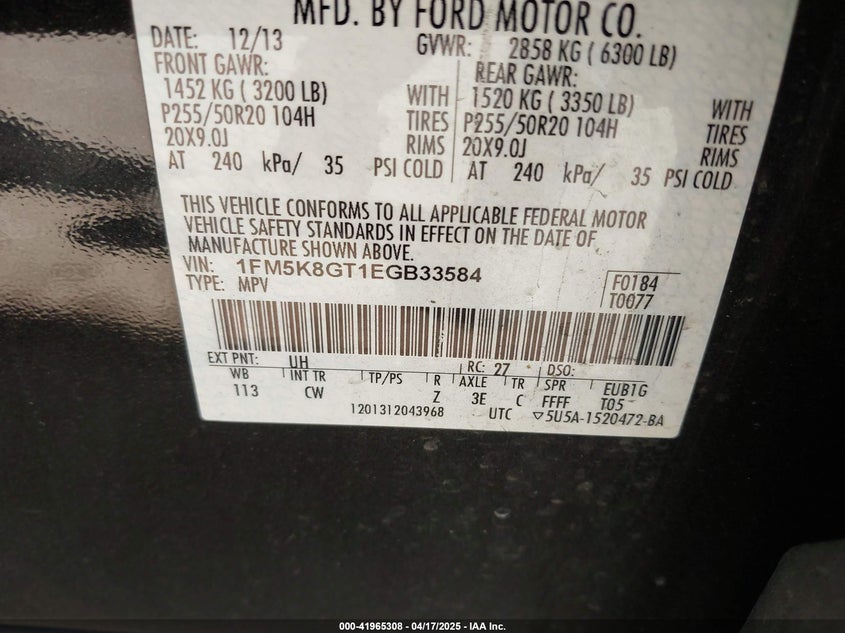 MFD. BY FORD MOTOR CO.
DATE: 12/13 GVWR: 2858 KG ( 6300 LB)
FRONT GAWR: REAR GAWR:
1452 KG ( 3200 LB) WITH 1520 KG ( 3350 LB) WITH
P255/50R20 104H TIRES P255/50R20 104H TIRES
20X9.0J RIMS 20X9.0J RIMS
AT 240 kPa/ 35 PSI COLD AT 240 kPa/ 35 PSI COLD
THIS VEHICLE CONFORMS TO ALL APPLICABLE FEDERAL MOTOR
VEHICLE SAFETY STANDARDS IN EFFECT ON THE DATE OF
MANUFACTURE SHOWN ABOVE.
VIN: 1FM5K8GT1EGB33584 F0184
TYPE: MPV T0077
EXT PNT: UH RC: 27 DSO:
WB INT TR TP/PS R AXLE TR SPR EUB1G
113 CW Z 3E C FFFF T05
1201312043968 UTC ▽5U5A-1520472-BA
000-41965308 - 04/17/2025 - IAA Inc.